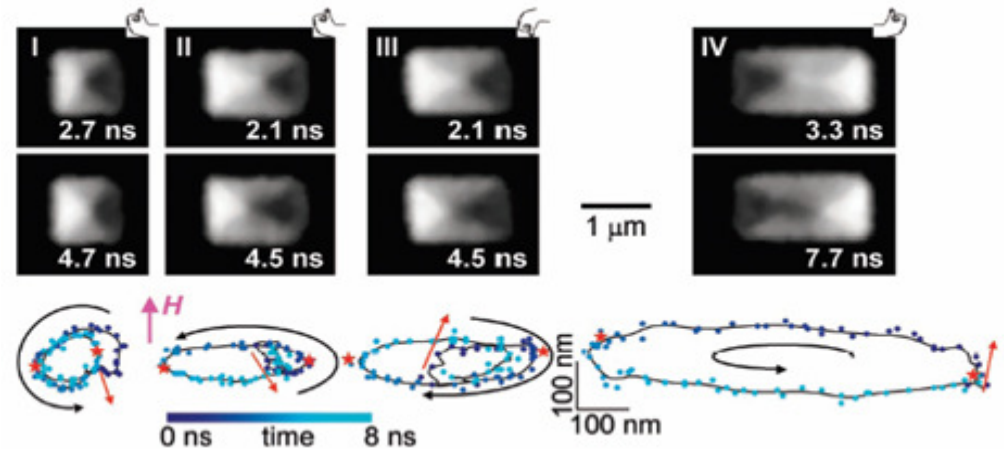 I
II
III
IV
2.7 ns
2.1 ns
2.1 ns
3.3 ns
4.7 ns
4.5 ns
4.5 ns
7.7 ns
1 μm
H
0 ns time 8 ns
100 nm
100 nm